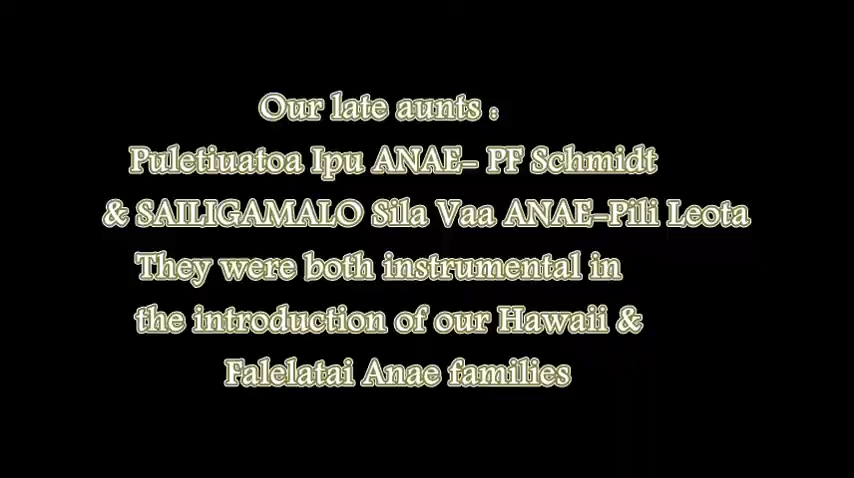 Our late aunts :
Puletiuatoa Ipu ANAE- PF Schmidt
& SAILIGAMALO Sila Vaa ANAE-Pili Leota
They were both instrumental in
the introduction of our Hawaii &
Falelatai Anae families